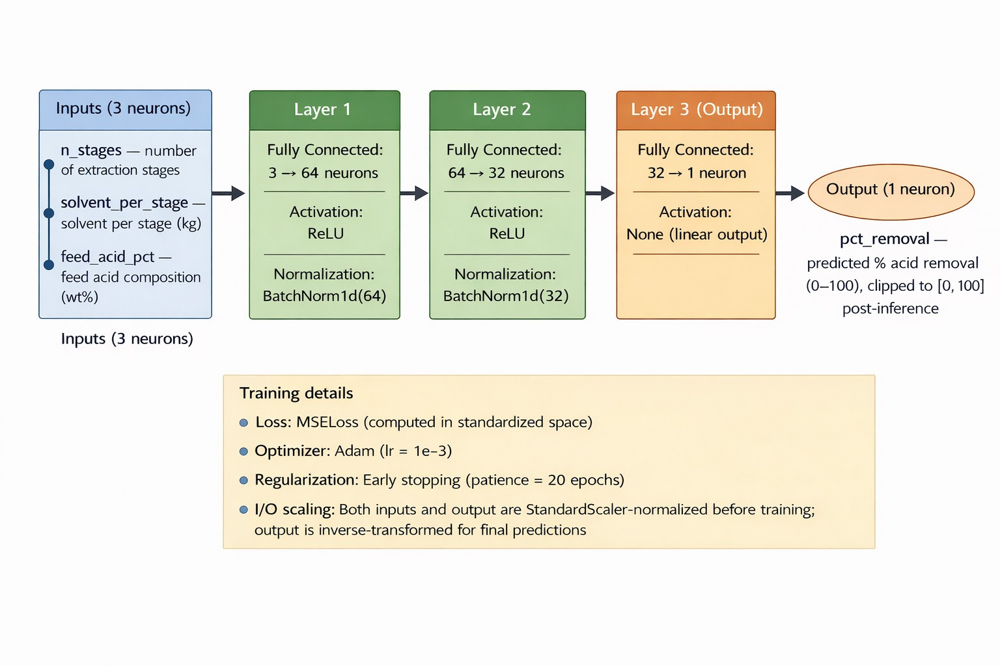 Inputs (3 neurons)
n_stages — number
of extraction stages
solvent_per_stage —
solvent per stage (kg)
feed_acid_pct —
feed acid composition
(wt%)
Inputs (3 neurons)
Layer 1
Fully Connected:
3 → 64 neurons
Activation:
ReLU
Normalization:
BatchNorm1d(64)
Layer 2
Fully Connected:
64 → 32 neurons
Activation:
ReLU
Normalization:
BatchNorm1d(32)
Layer 3 (Output)
Fully Connected:
32 → 1 neuron
Activation:
None (linear output)
Output (1 neuron)
pct_removal —
predicted % acid removal
(0–100), clipped to [0, 100]
post-inference
Training details
Loss: MSELoss (computed in standardized space)
Optimizer: Adam (lr = 1e–3)
Regularization: Early stopping (patience = 20 epochs)
I/O scaling: Both inputs and output are StandardScaler-normalized before training;
output is inverse-transformed for final predictions